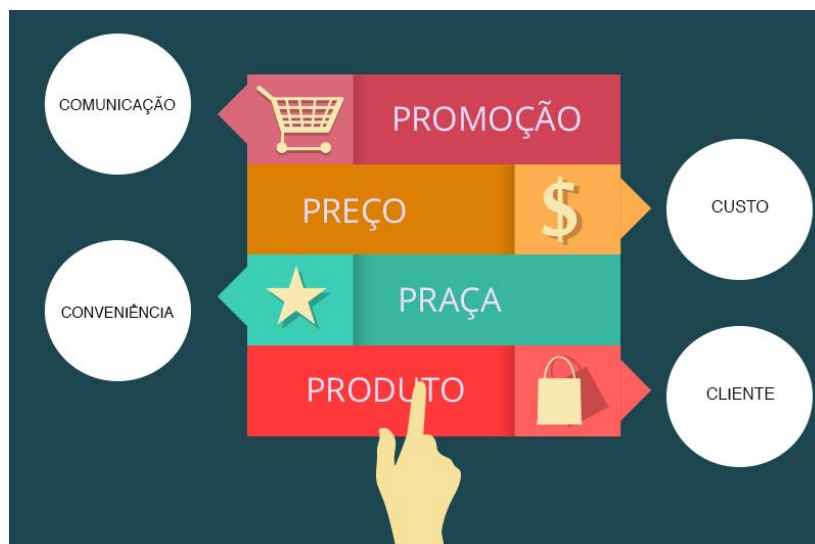 COMUNICAÇÃO
PROMOÇÃO
PREÇO
$
CUSTO
CONVENIÊNCIA
PRAÇA
PRODUTO
CLIENTE